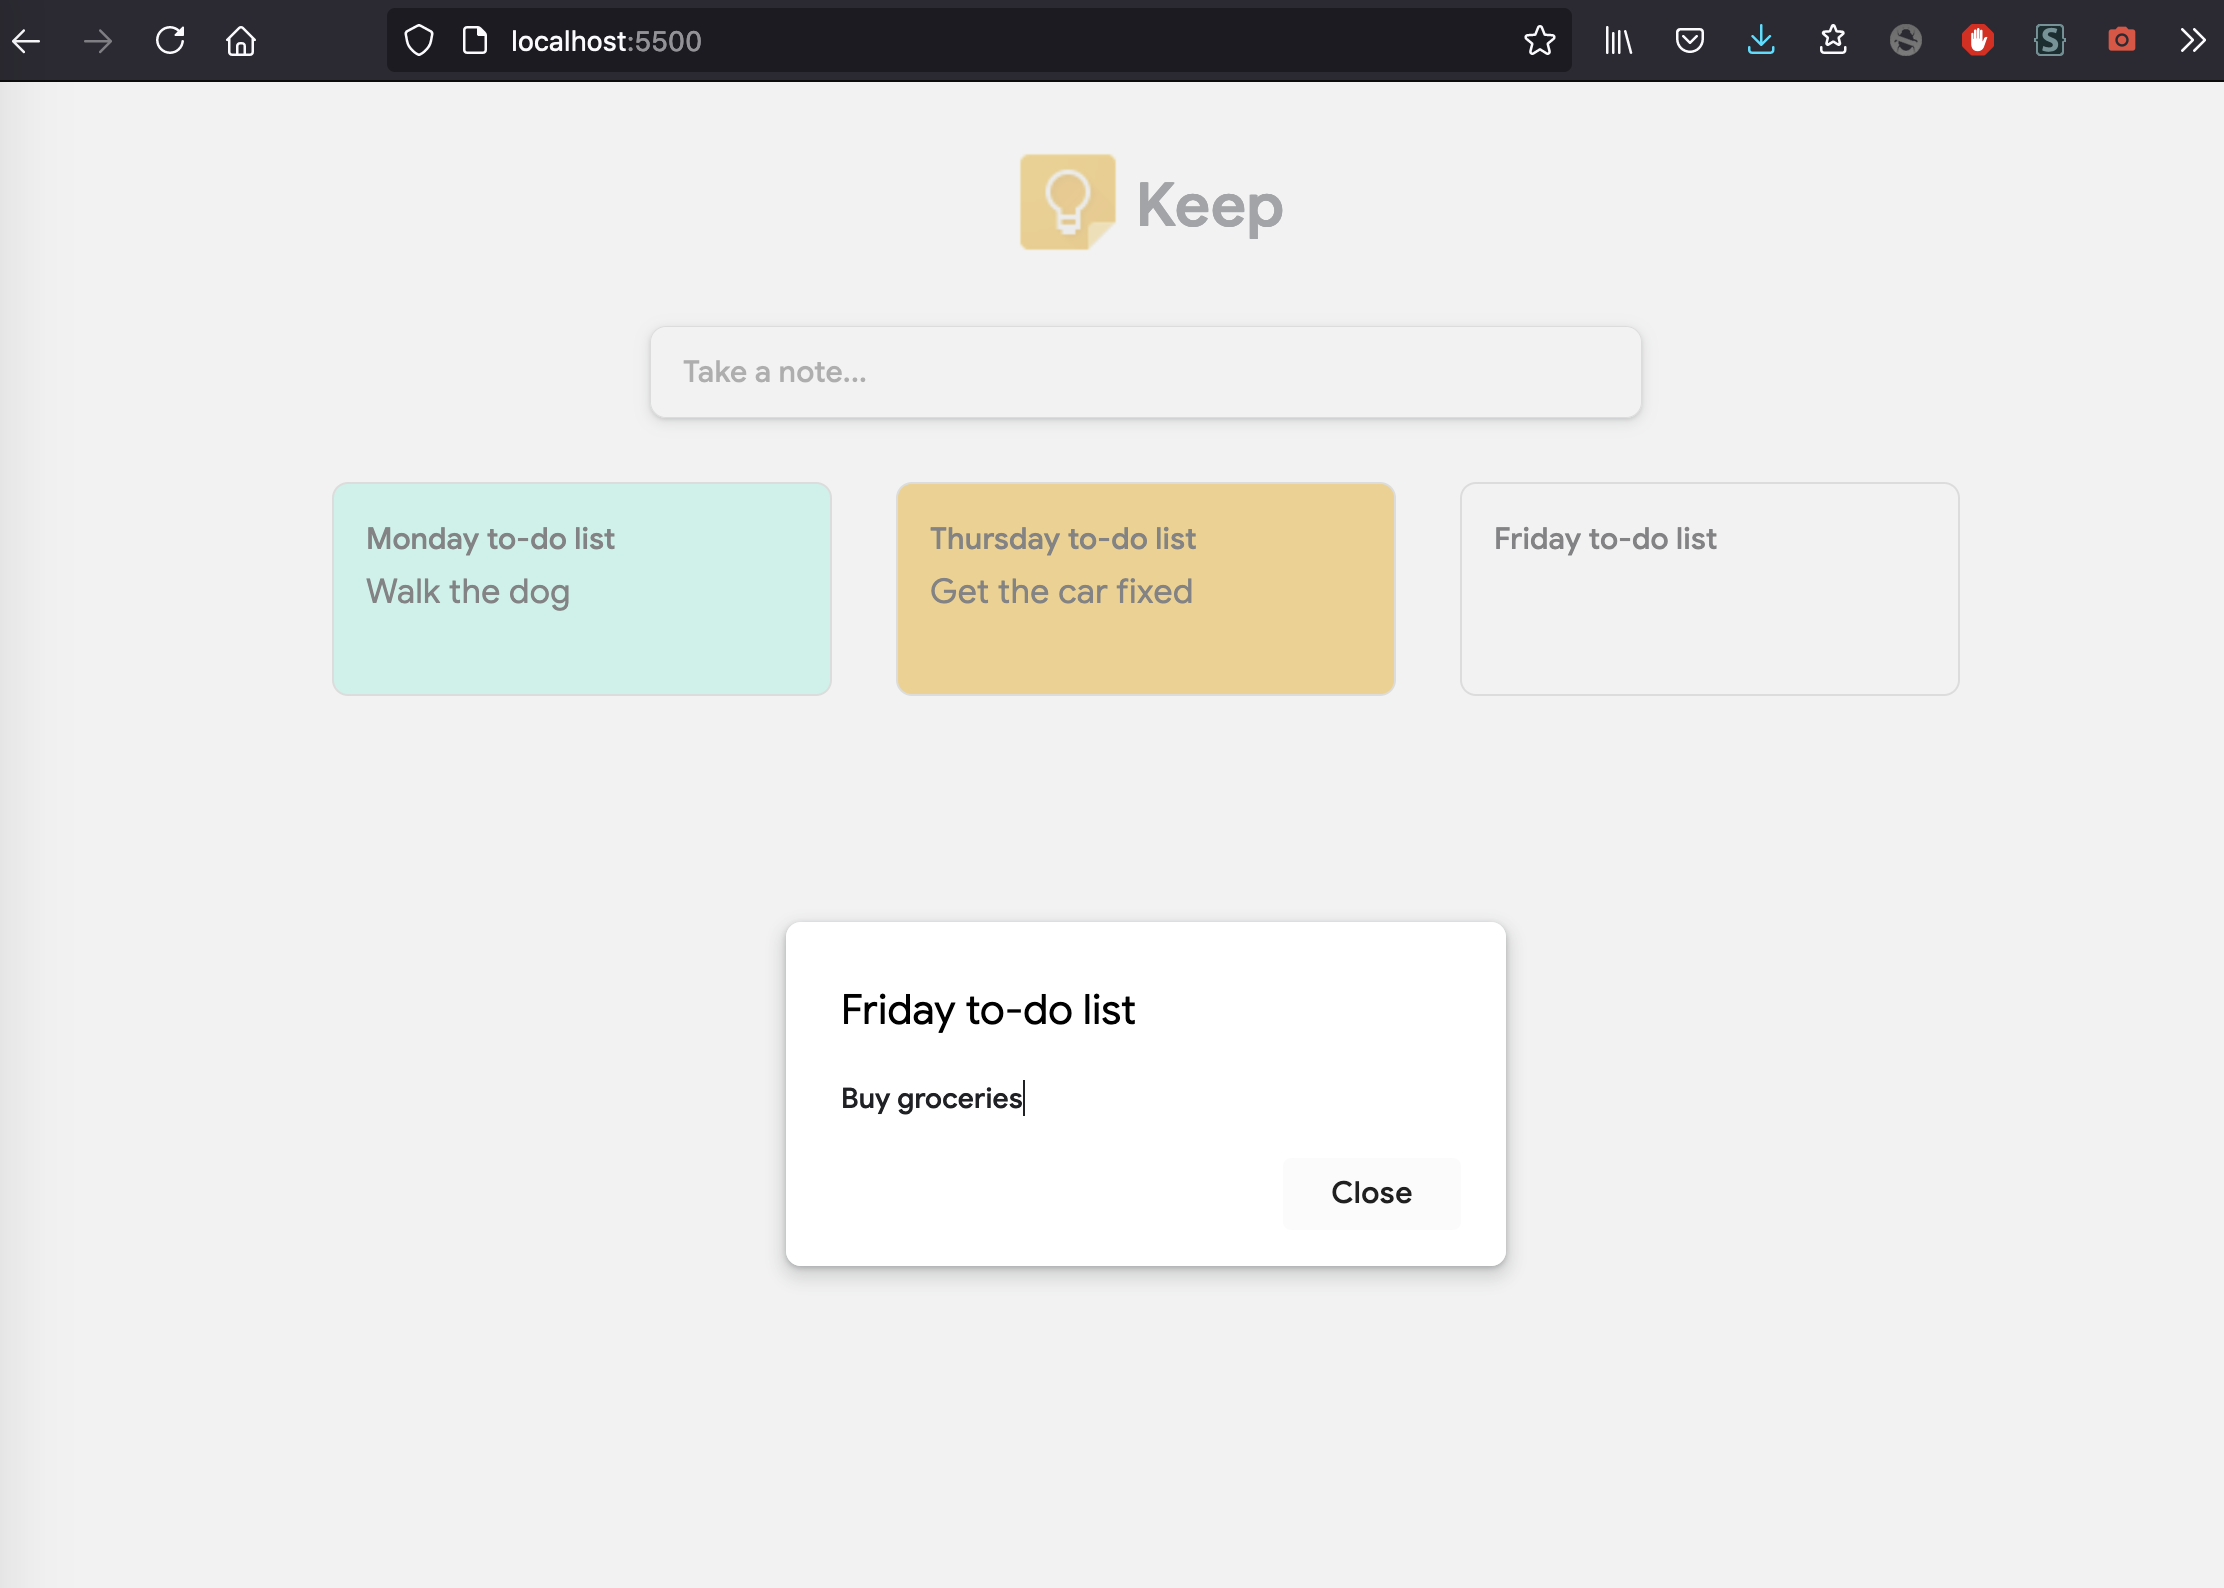 localhost:5500
Keep
Take a note...
Monday to-do list
Walk the dog
Thursday to-do list
Get the car fixed
Friday to-do list
Friday to-do list
Buy groceries
Close